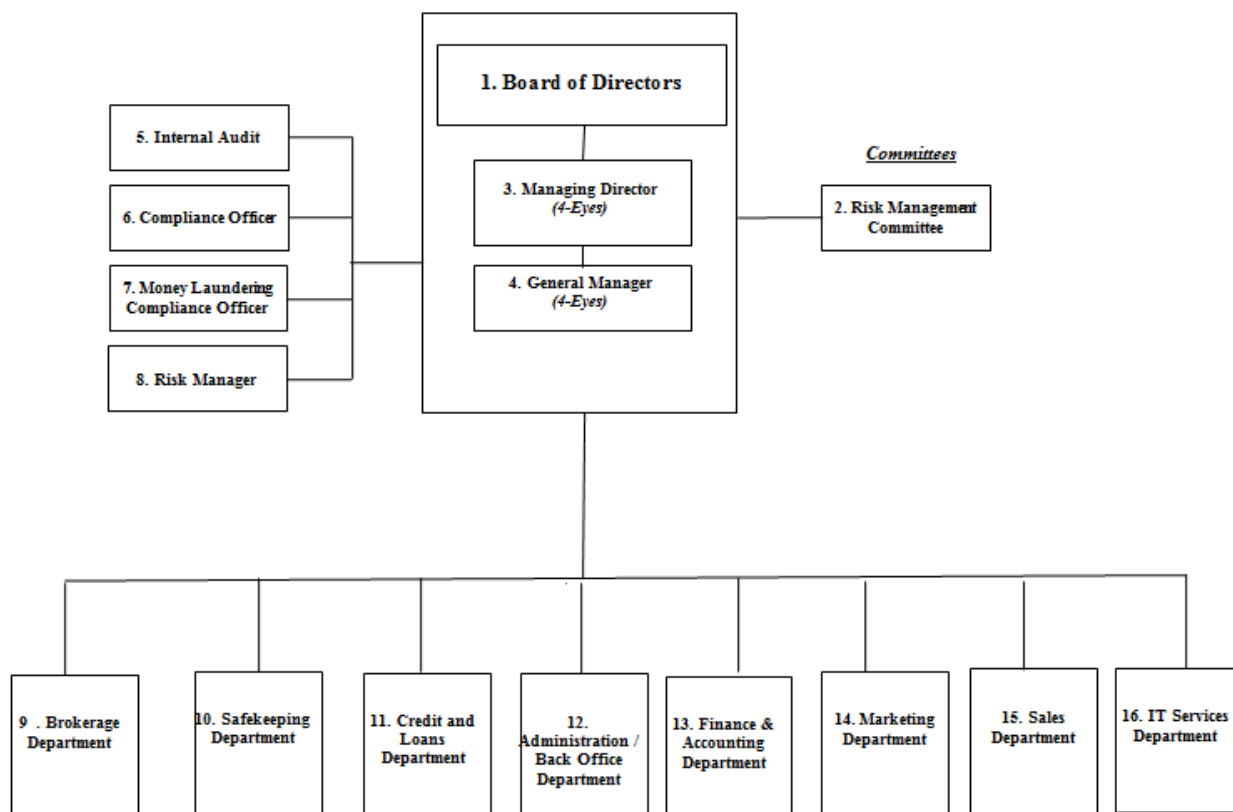 1. Board of Directors
5. Internal Audit
Committees
3. Managing Director
(4-Eyes)
6. Compliance Officer
2. Risk Management
Committee
4. General Manager
(4-Eyes)
7. Money Laundering
Compliance Officer
8. Risk Manager
9 . Brokerage
Department
10. Safekeeping
Department
11. Credit and
Loans
Department
12.
Administration /
Back Office
Department
13. Finance &
Accounting
Department
14. Marketing
Department
15. Sales
Department
16. IT Services
Department